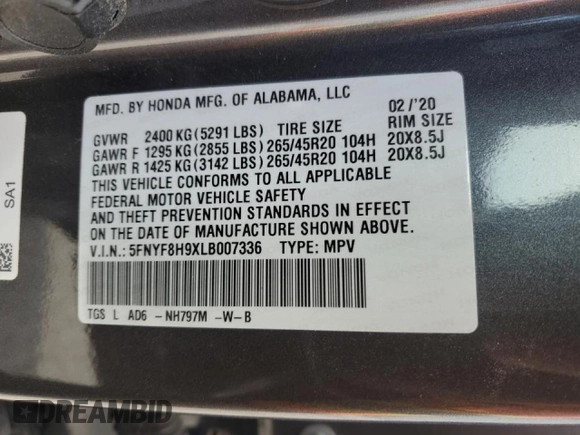 MFD. BY HONDA MFG. OF ALABAMA, LLC 02/'20
GVWR 2400 KG(5291 LBS) TIRE SIZE RIM SIZE
GAWR F 1295 KG(2855 LBS)265/45R20 104H 20X8.5J
GAWR R 1425 KG(3142 LBS)265/45R20 104H 20X8.5J
THIS VEHICLE CONFORMS TO ALL APPLICABLE
FEDERAL MOTOR VEHICLE SAFETY
AND THEFT PREVENTION STANDARDS IN EFFECT
ON THE DATE OF MANUFACTURE SHOWN ABOVE.
V.I.N.: 5FNYF8H9XLB007336 TYPE: MPV
TGS L AD6 -NH797M -W-B
SA1
DREAMBID